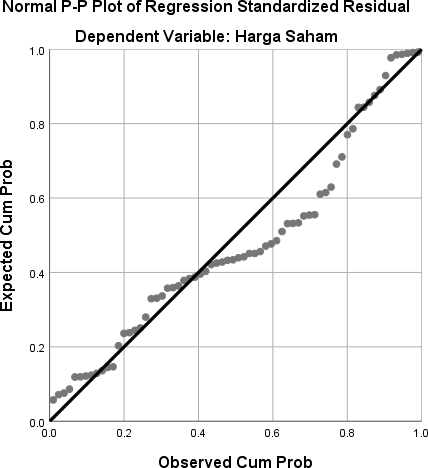 Normal P-P Plot of Regression Standardized Residual
Dependent Variable: Harga Saham
Expected Cum Prob
1.0
0.8
0.6
0.4
0.2
0.0
0.0 0.2 0.4 0.6 0.8 1.0
Observed Cum Prob